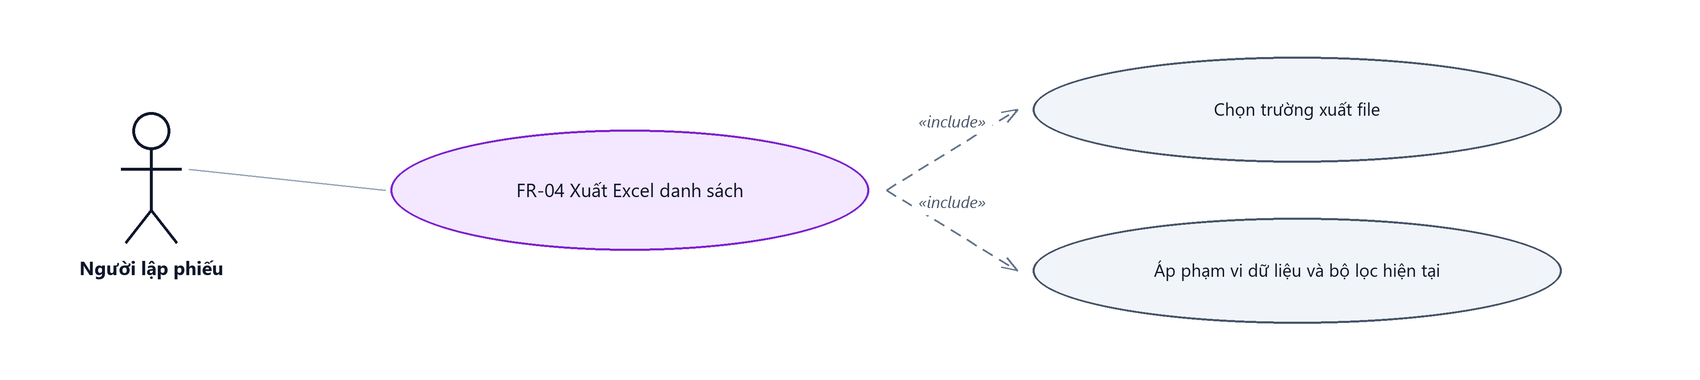 Người lập phiếu
FR-04 Xuất Excel danh sách
«include»
«include»
Chọn trường xuất file
Áp phạm vi dữ liệu và bộ lọc hiện tại